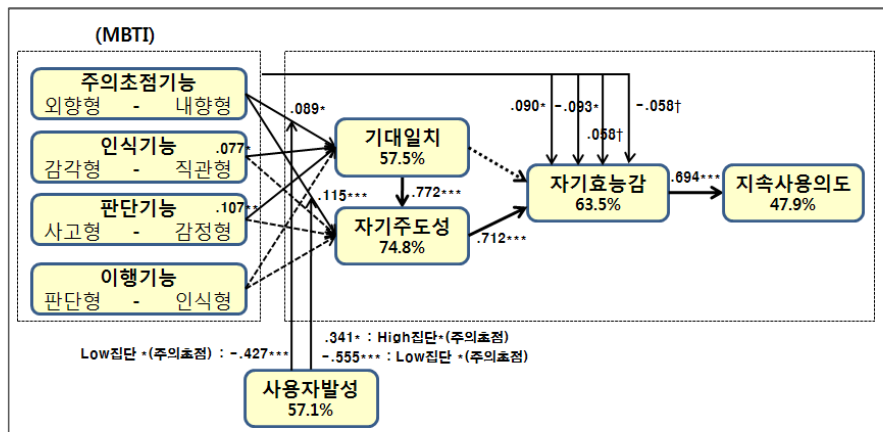 (MBTI)
주의초점기능
외향형 - 내향형
인식기능
감각형 - 직관형
판단기능
사고형 - 감정형
이행기능
판단형 - 인식형
.089*
.077*
.107**
.115***
기대일치
57.5%
.772***
자기주도성
74.8%
.712***
.090*
-.093*
.058†
-.058†
자기효능감
63.5%
.694***
지속사용의도
47.9%
.341* : High집단*(주의초점)
Low집단 *(주의초점) : -.427***
-.555*** : Low집단 *(주의초점)
사용자발성
57.1%